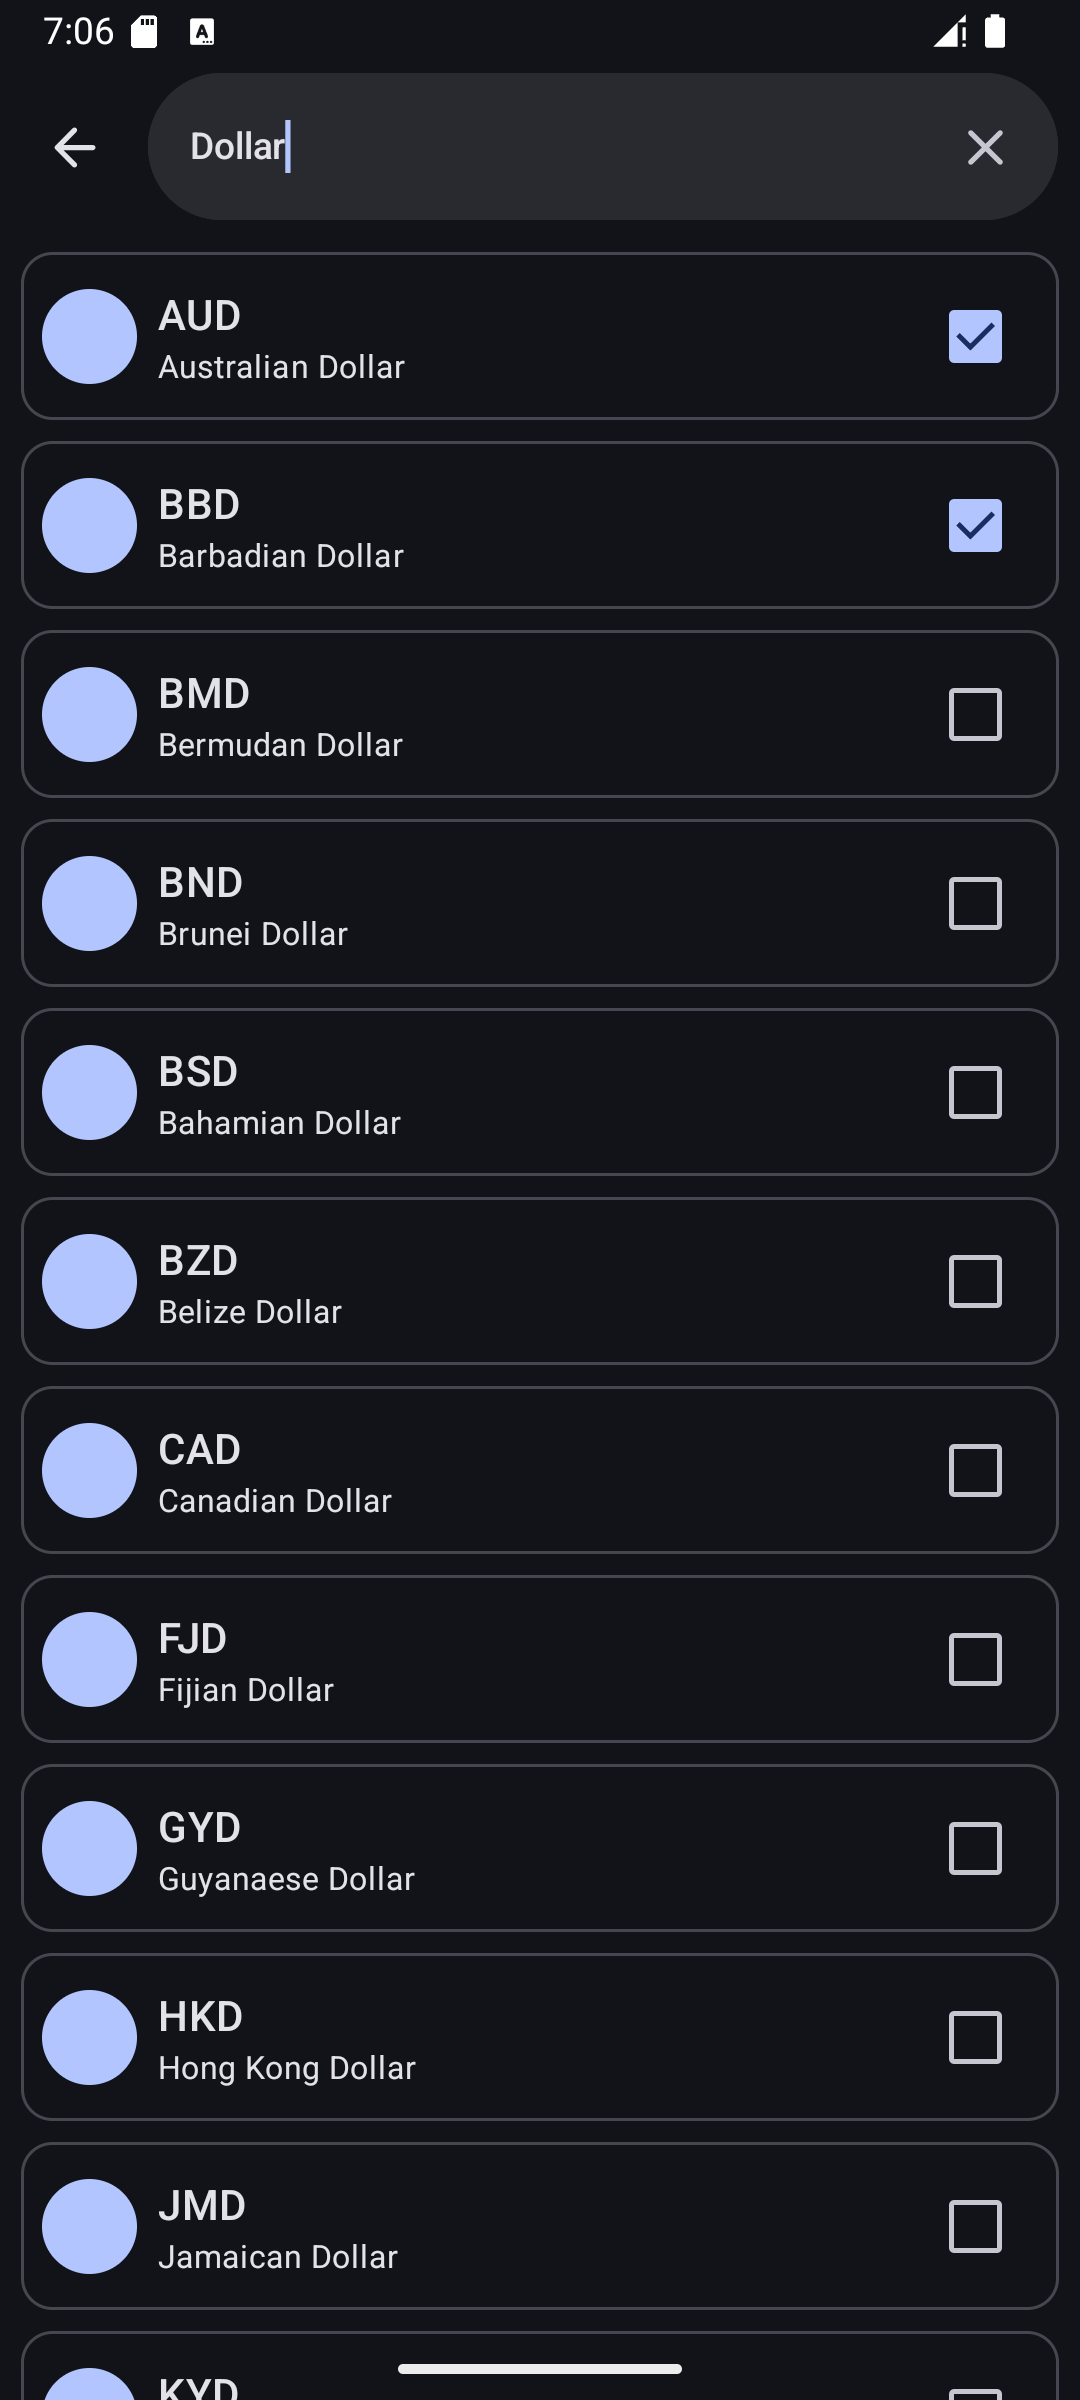 7:06
Dollar
AUD
Australian Dollar
BBD
Barbadian Dollar
BMD
Bermudan Dollar
BND
Brunei Dollar
BSD
Bahamian Dollar
BZD
Belize Dollar
CAD
Canadian Dollar
FJD
Fijian Dollar
GYD
Guyanaese Dollar
HKD
Hong Kong Dollar
JMD
Jamaican Dollar
KYD